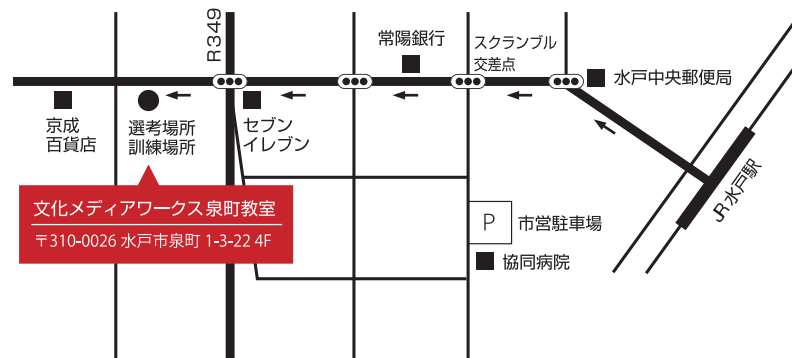 R349
常陽銀行
スクランブル
交差点
水戸中央郵便局
京成
百貨店
選考場所
訓練場所
セブン
イレブン
JR水戸駅
文化メディアワークス泉町教室
〒310-0026 水戸市泉町 1-3-22 4F
P
市営駐車場
協同病院